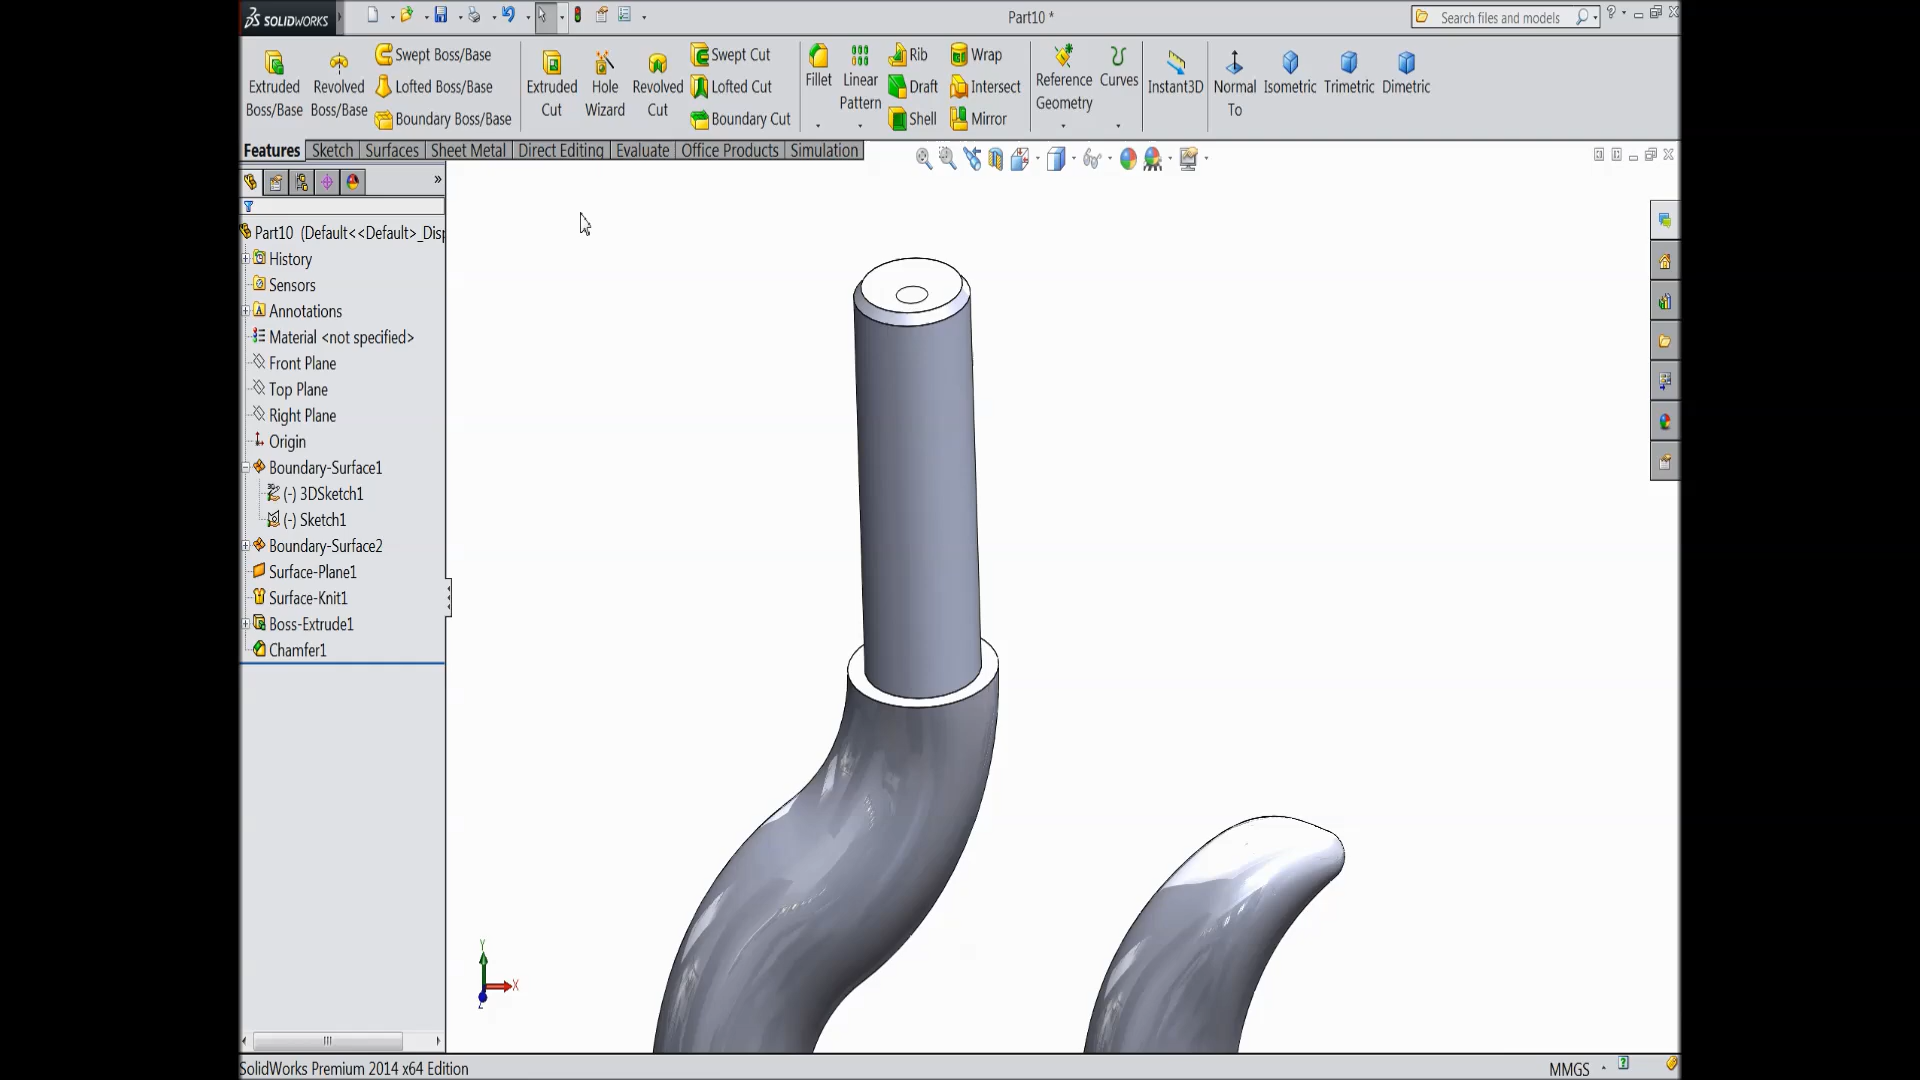 SOLIDWORKS
Part10 *
Search files and models
?
Extruded Boss/Base
Revolved Boss/Base
Swept Boss/Base
Lofted Boss/Base
Boundary Boss/Base
Extruded Cut
Hole Wizard
Revolved Cut
Swept Cut
Lofted Cut
Boundary Cut
Fillet
Linear Pattern
Rib
Draft
Shell
Wrap
Intersect
Mirror
Reference Geometry
Curves
Instant3D
Normal To
Isometric
Trimetric
Dimetric
Features
Sketch
Surfaces
Sheet Metal
Direct Editing
Evaluate
Office Products
Simulation
»
Part10 (Default<<Default>_Disp
History
Sensors
Annotations
Material <not specified>
Front Plane
Top Plane
Right Plane
Origin
Boundary-Surface1
(-) 3DSketch1
(-) Sketch1
Boundary-Surface2
Surface-Plane1
Surface-Knit1
Boss-Extrude1
Chamfer1
Y
X
Z
SolidWorks Premium 2014 x64 Edition
MMGS